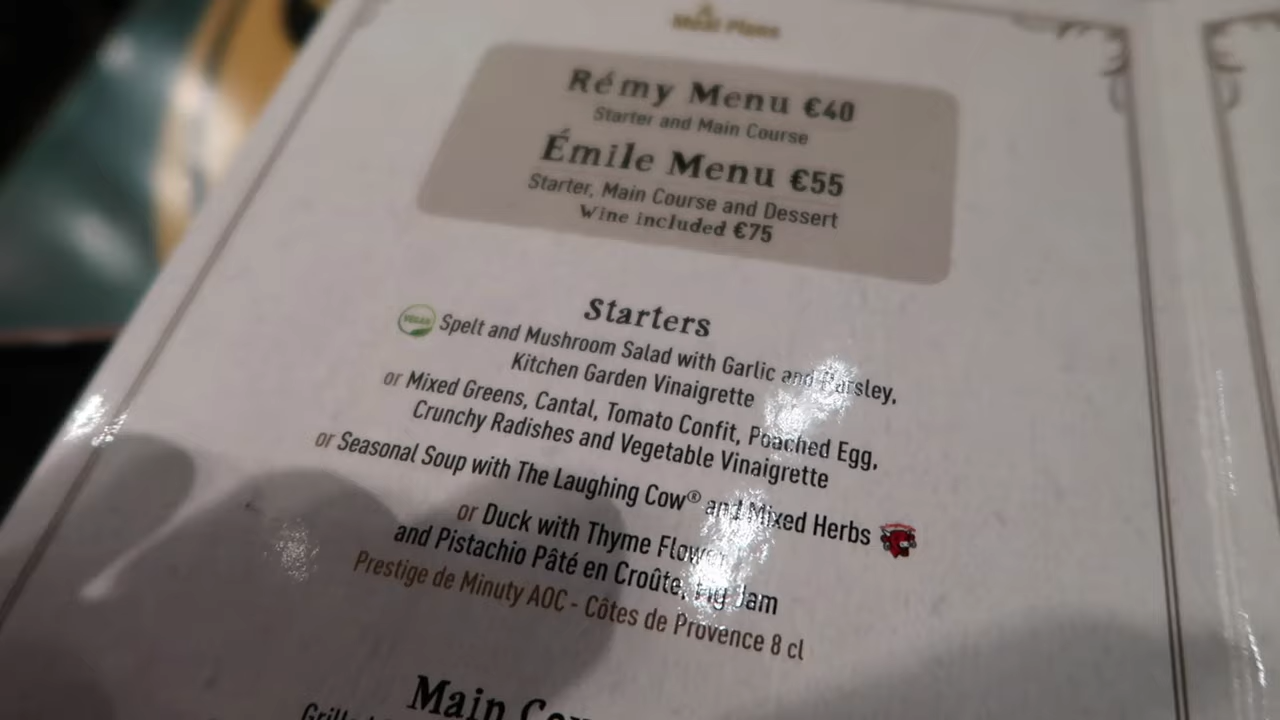 Meal Plans
Rémy Menu €40
Starter and Main Course
Émile Menu €55
Starter, Main Course and Dessert
Wine included €75
Starters
VEGAN Spelt and Mushroom Salad with Garlic and Parsley,
Kitchen Garden Vinaigrette
or Mixed Greens, Cantal, Tomato Confit, Poached Egg,
Crunchy Radishes and Vegetable Vinaigrette
or Seasonal Soup with The Laughing Cow® and Mixed Herbs
or Duck with Thyme
and Pistachio Pâté en Croûte, Fig Jam
Prestige de Minuty AOC - Côtes de Provence 8 cl
Main